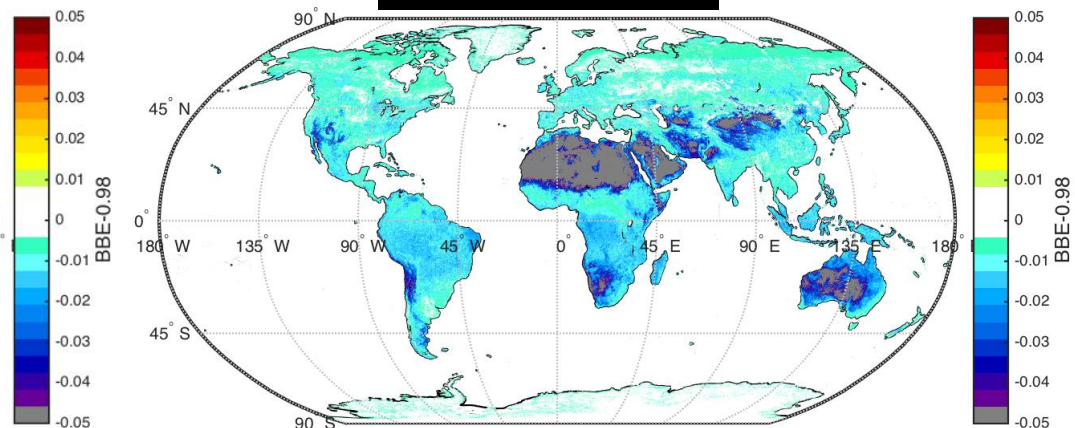 0.05
0.04
0.03
0.02
0.01
0
-0.01
-0.02
-0.03
-0.04
-0.05
BBE-0.98
90° N
45° N
0°
180° W
135° W
90° W
45° W
0°
45° E
90° E
135° E
180° E
45° S
90° S
0.05
0.04
0.03
0.02
0.01
0
-0.01
-0.02
-0.03
-0.04
-0.05
BBE-0.98